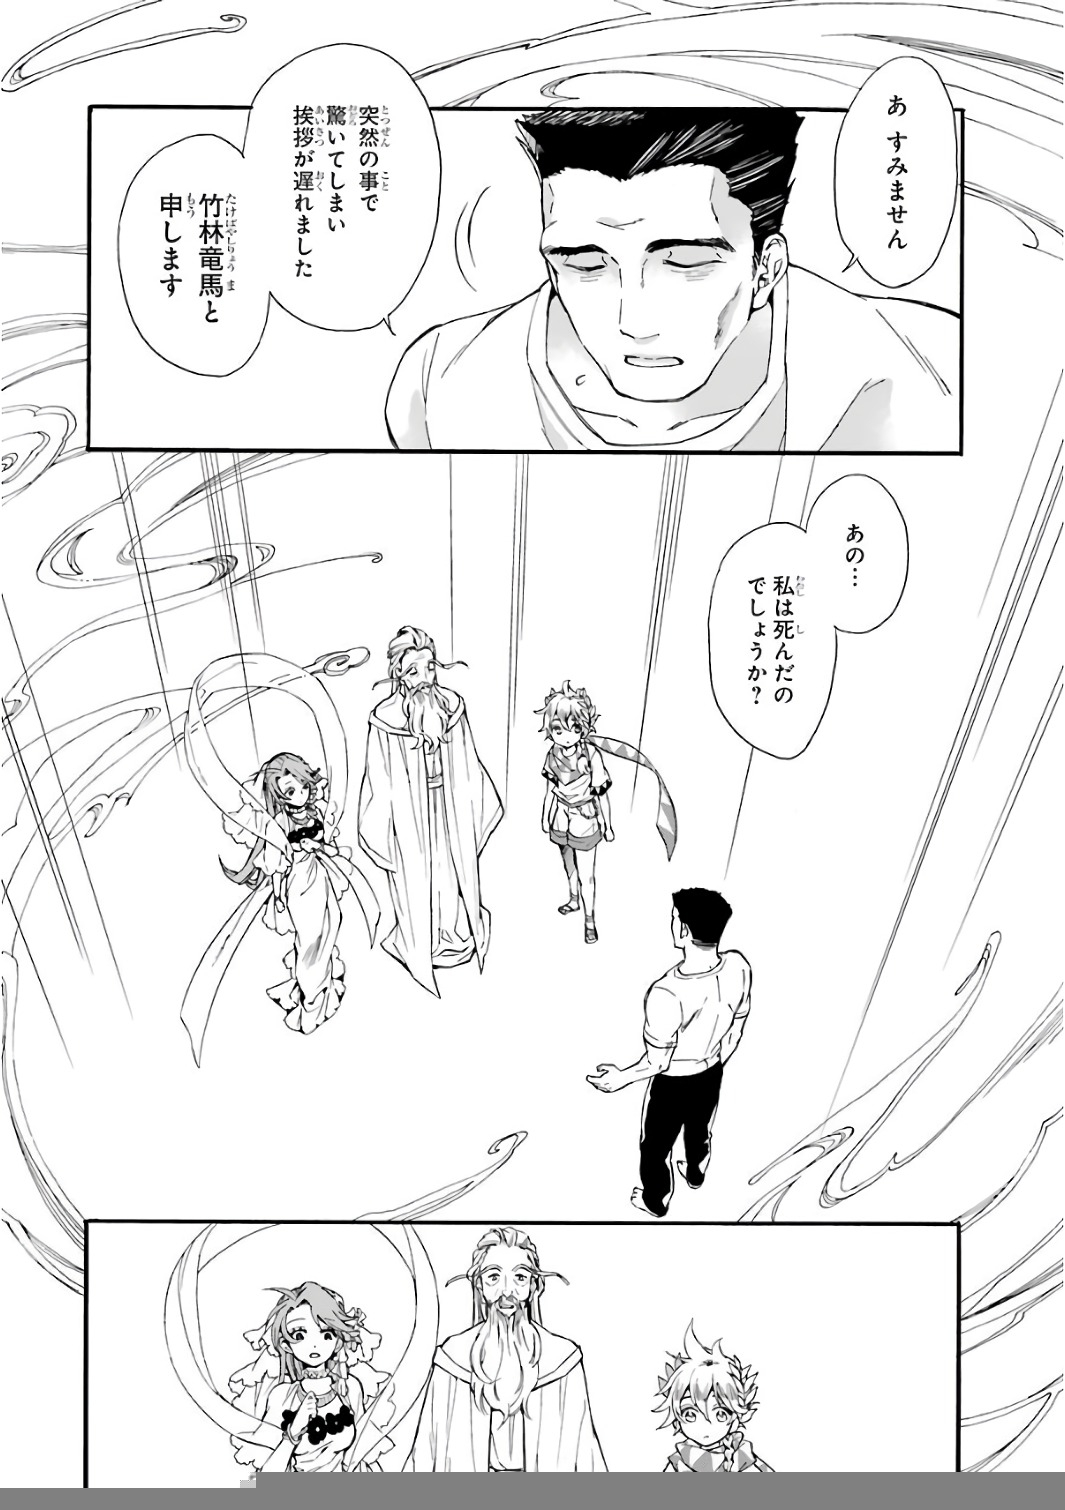 あ すみません
突然の事で
驚いてしまい
挨拶が遅れました
竹林竜馬と
申します
あの…
私は死んだの
でしょうか？